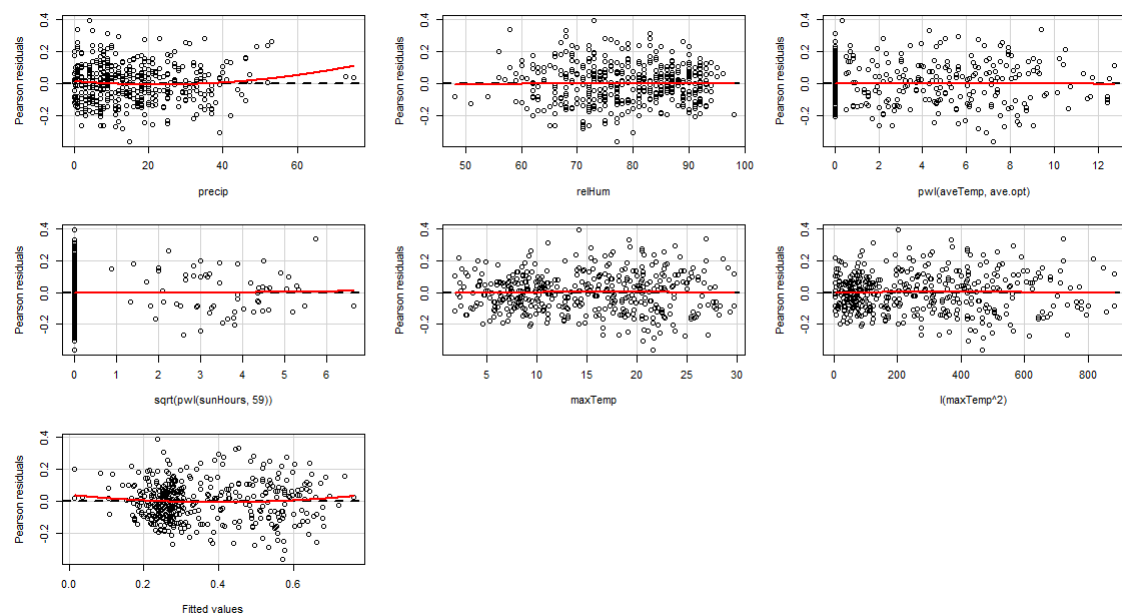 Pearson residuals
-0.2 0.0 0.2 0.4
0 20 40 60
precip
Pearson residuals
-0.2 0.0 0.2 0.4
50 60 70 80 90 100
relHum
Pearson residuals
-0.2 0.0 0.2 0.4
0 2 4 6 8 10 12
pwl(aveTemp, ave.opt)
Pearson residuals
-0.2 0.0 0.2 0.4
0 1 2 3 4 5 6
sqrt(pwl(sunHours, 59))
Pearson residuals
-0.2 0.0 0.2 0.4
5 10 15 20 25 30
maxTemp
Pearson residuals
-0.2 0.0 0.2 0.4
0 200 400 600 800
I(maxTemp^2)
Pearson residuals
-0.2 0.0 0.2 0.4
0.0 0.2 0.4 0.6
Fitted values